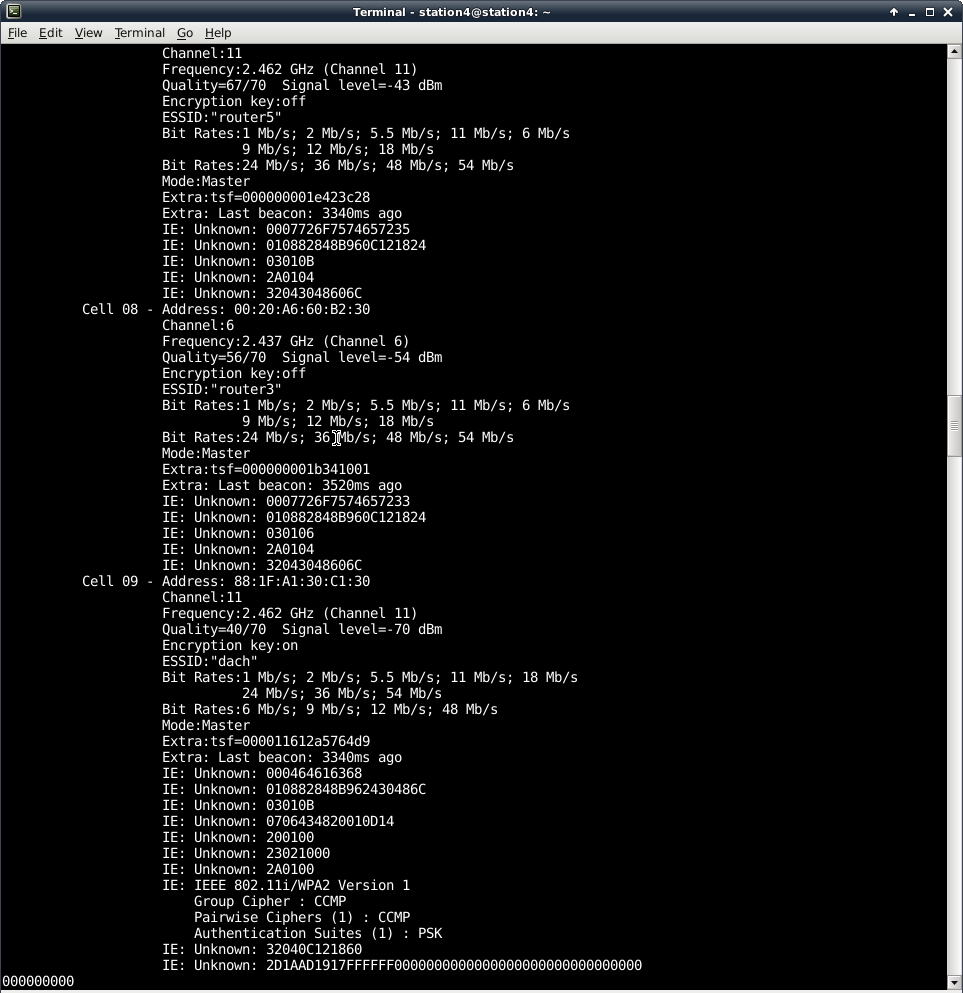 Terminal - station4@station4: ~
File Edit View Terminal Go Help
Channel:11
Frequency:2.462 GHz (Channel 11)
Quality=67/70 Signal level=-43 dBm
Encryption key:off
ESSID:"router5"
Bit Rates:1 Mb/s; 2 Mb/s; 5.5 Mb/s; 11 Mb/s; 6 Mb/s
9 Mb/s; 12 Mb/s; 18 Mb/s
Bit Rates:24 Mb/s; 36 Mb/s; 48 Mb/s; 54 Mb/s
Mode:Master
Extra:tsf=000000001e423c28
Extra: Last beacon: 3340ms ago
IE: Unknown: 0007726F7574657235
IE: Unknown: 010882848B960C121824
IE: Unknown: 03010B
IE: Unknown: 2A0104
IE: Unknown: 32043048606C
Cell 08 - Address: 00:20:A6:60:B2:30
Channel:6
Frequency:2.437 GHz (Channel 6)
Quality=56/70 Signal level=-54 dBm
Encryption key:off
ESSID:"router3"
Bit Rates:1 Mb/s; 2 Mb/s; 5.5 Mb/s; 11 Mb/s; 6 Mb/s
9 Mb/s; 12 Mb/s; 18 Mb/s
Bit Rates:24 Mb/s; 36 Mb/s; 48 Mb/s; 54 Mb/s
Mode:Master
Extra:tsf=000000001b341001
Extra: Last beacon: 3520ms ago
IE: Unknown: 0007726F7574657233
IE: Unknown: 010882848B960C121824
IE: Unknown: 030106
IE: Unknown: 2A0104
IE: Unknown: 32043048606C
Cell 09 - Address: 88:1F:A1:30:C1:30
Channel:11
Frequency:2.462 GHz (Channel 11)
Quality=40/70 Signal level=-70 dBm
Encryption key:on
ESSID:"dach"
Bit Rates:1 Mb/s; 2 Mb/s; 5.5 Mb/s; 11 Mb/s; 18 Mb/s
24 Mb/s; 36 Mb/s; 54 Mb/s
Bit Rates:6 Mb/s; 9 Mb/s; 12 Mb/s; 48 Mb/s
Mode:Master
Extra:tsf=000011612a5764d9
Extra: Last beacon: 3340ms ago
IE: Unknown: 000464616368
IE: Unknown: 010882848B962430486C
IE: Unknown: 03010B
IE: Unknown: 0706434820010D14
IE: Unknown: 200100
IE: Unknown: 23021000
IE: Unknown: 2A0100
IE: IEEE 802.11i/WPA2 Version 1
Group Cipher : CCMP
Pairwise Ciphers (1) : CCMP
Authentication Suites (1) : PSK
IE: Unknown: 32040C121860
IE: Unknown: 2D1AAD1917FFFFFF0000000000000000000000000000000
000000000